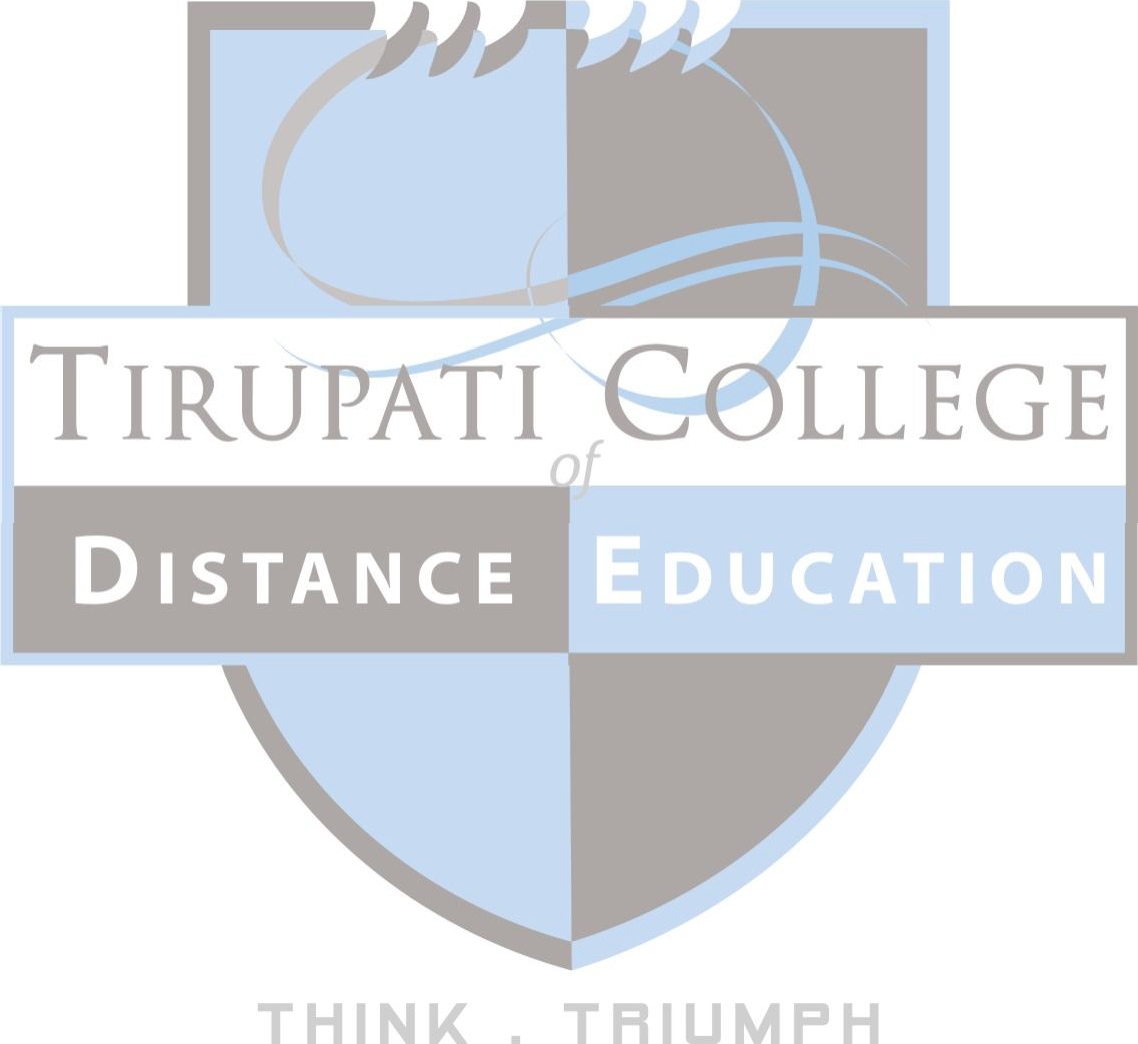 TIRUPATI COLLEGE
of
DISTANCE EDUCATION
THINK . TRIUMPH